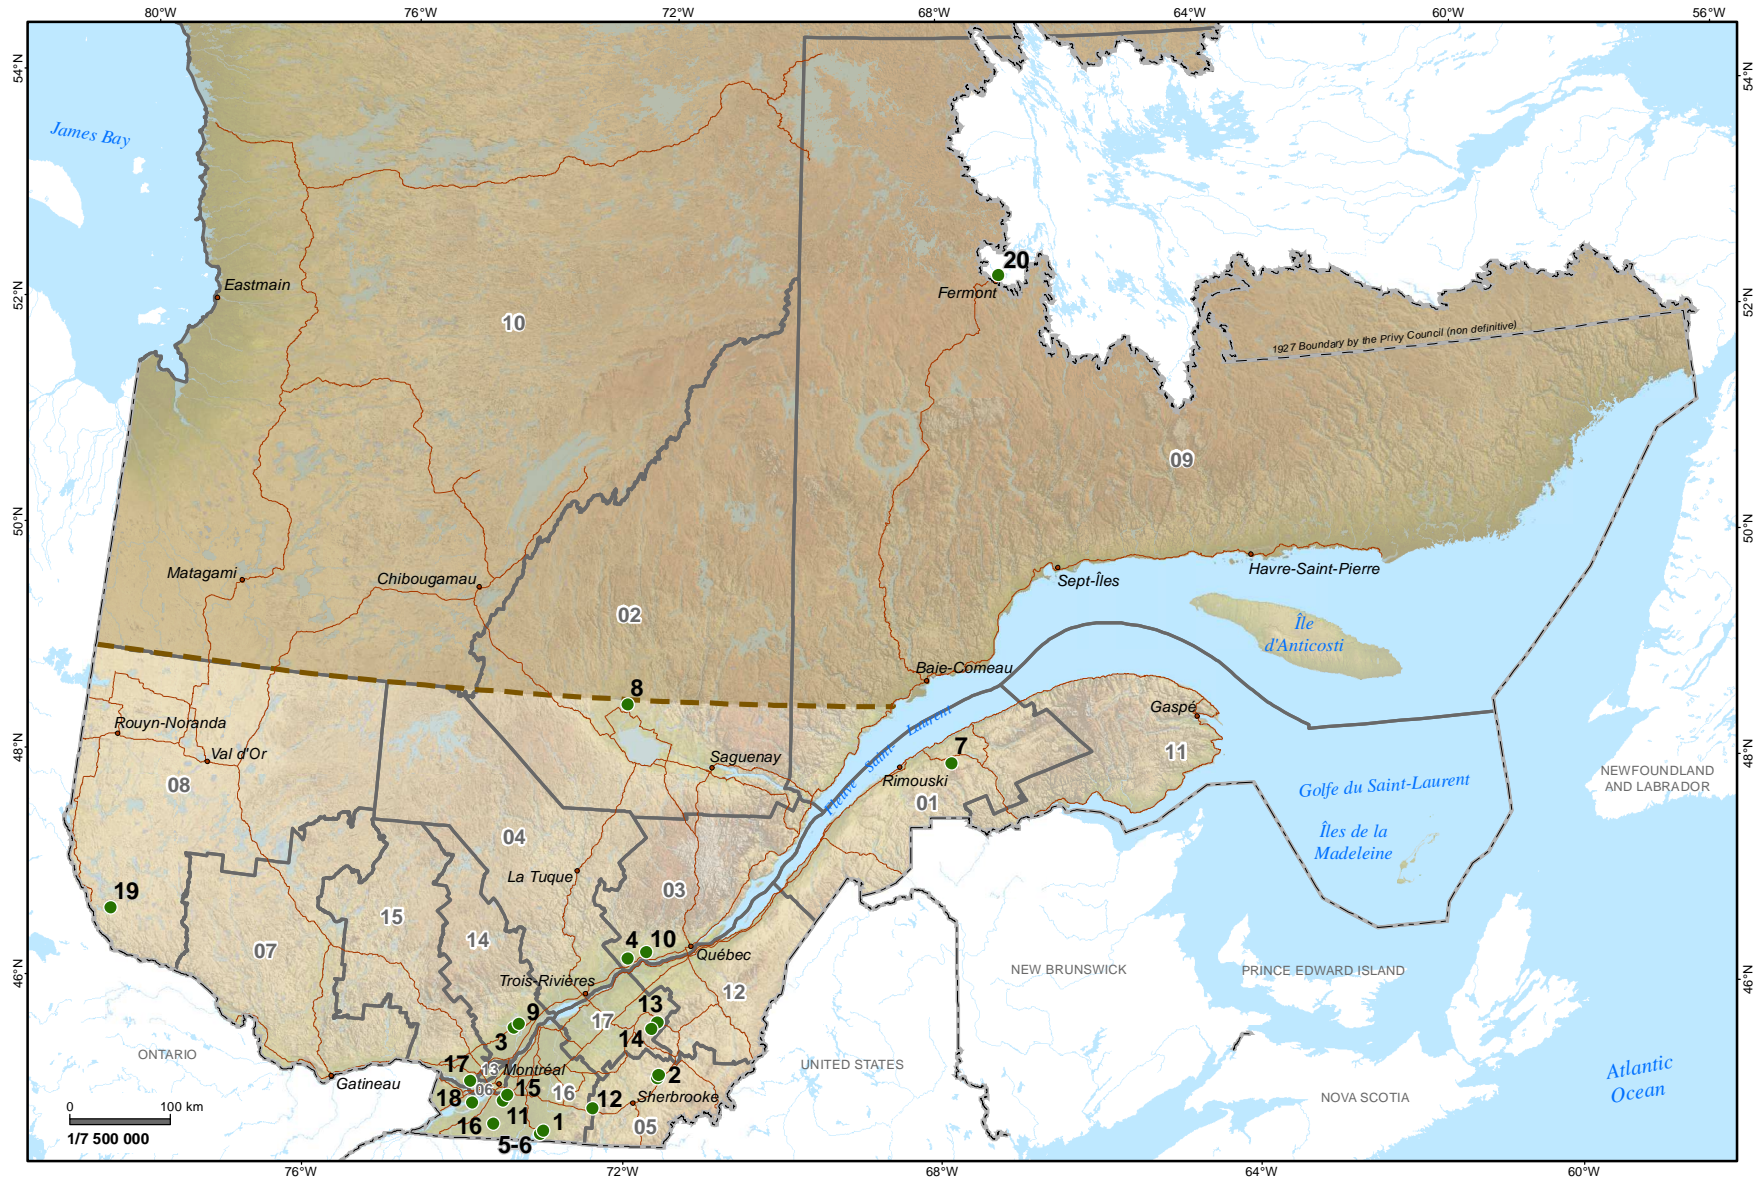 80°W
76°W
72°W
68°W
64°W
60°W
56°W
54°N
54°N
James Bay
20
Eastmain
Fermont
52°N
52°N
10
1927 Boundary by the Privy Council (non definitive)
09
50°N
50°N
Matagami
Chibougamau
Sept-Îles
Havre-Saint-Pierre
02
Île
d'Anticosti
Baie-Comeau
8
Rouyn-Noranda
Gaspé
Val d'Or
Fleuve Saint- Laurent
7
11
48°N
48°N
Saguenay
Rimouski
08
01
Golfe du Saint-Laurent
NEWFOUNDLAND
AND LABRADOR
04
Îles de la
Madeleine
La Tuque
19
03
15
14
07
4
10
Québec
46°N
46°N
Trois-Rivières
12
NEW BRUNSWICK
PRINCE EDWARD ISLAND
9
3
17
13
14
ONTARIO
17
13
Montréal
06
2
UNITED STATES
Gatineau
15
16
12
Sherbrooke
18
11
1
05
16
5-6
NOVA SCOTIA
Atlantic
Ocean
0
100 km
1/7 500 000
76°W
72°W
68°W
64°W
60°W